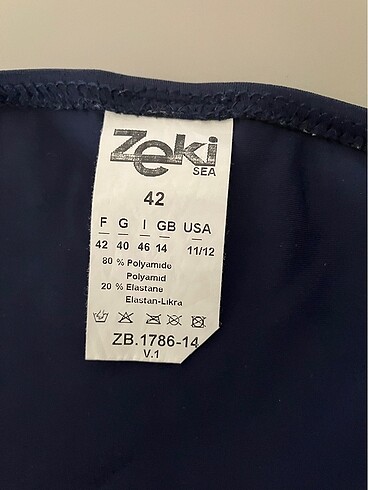 Zeki
SEA
42
F G I GB USA
42 40 46 14 11/12
80 % Polyamide
Polyamid
20 % Elastane
Elastan-Likra
ZB.1786-14
V.1